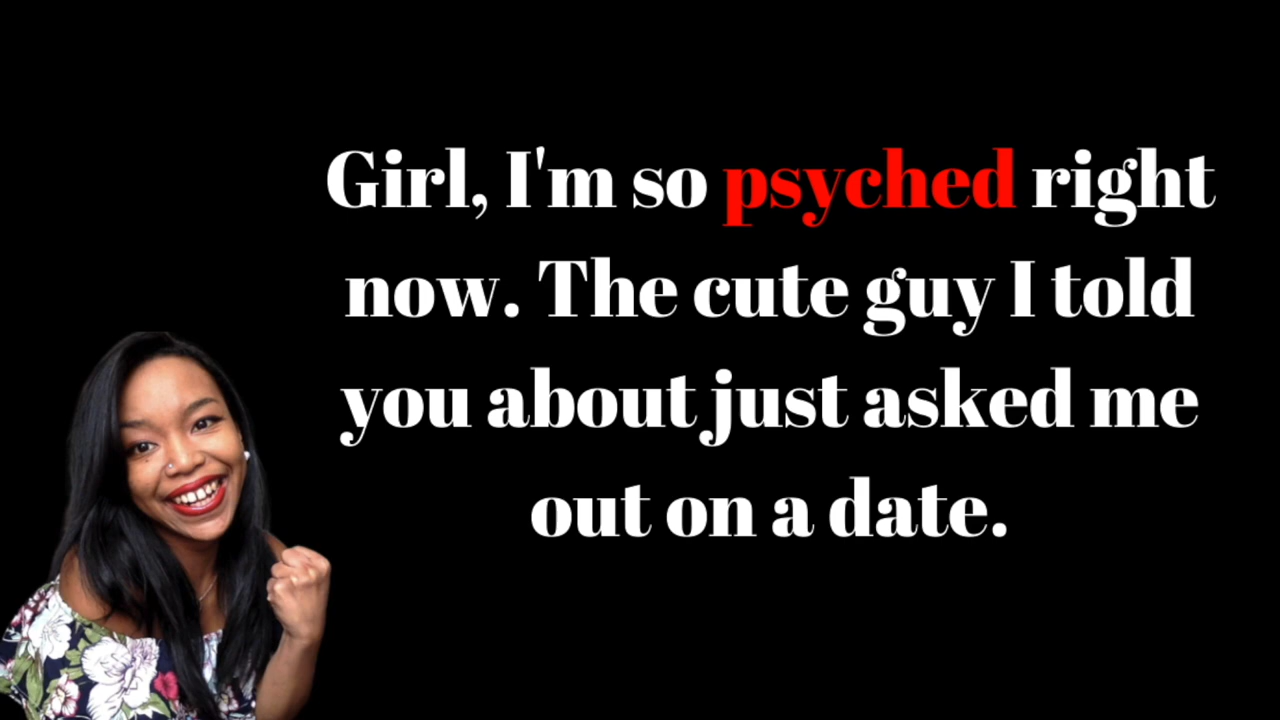 Girl, I'm so psyched right
now. The cute guy I told
you about just asked me
out on a date.